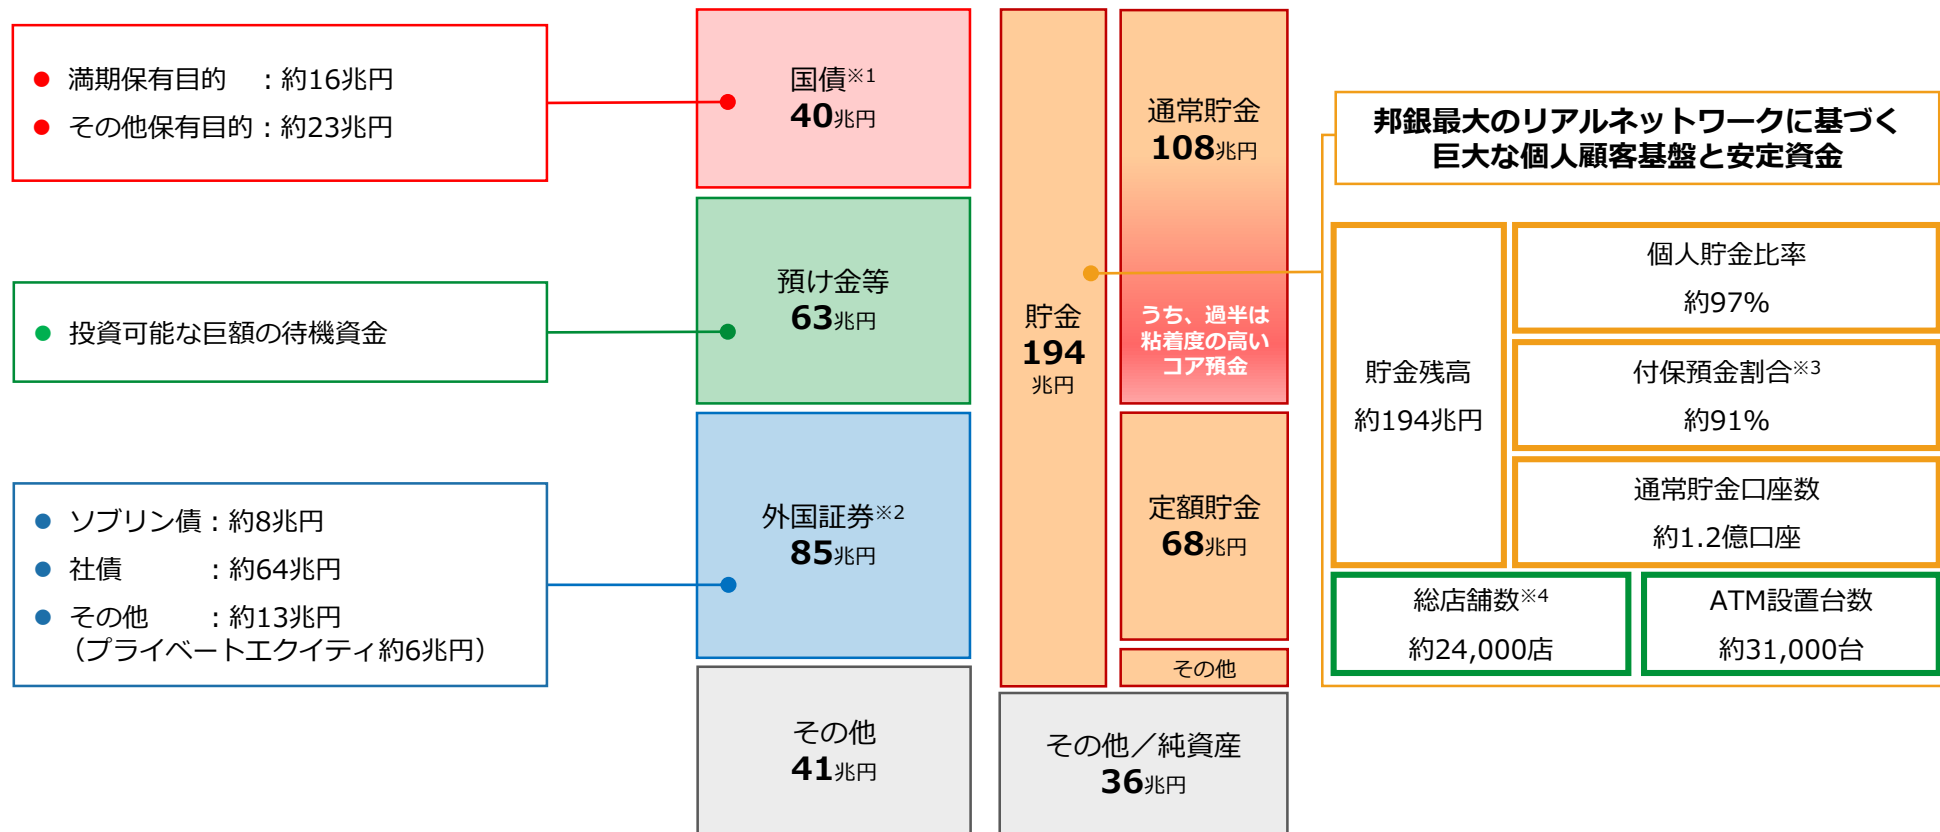 ● 満期保有目的　：約16兆円
● その他保有目的：約23兆円
● 投資可能な巨額の待機資金
● ソブリン債：約8兆円
● 社債　　　：約64兆円
● その他　　：約13兆円
（プライベートエクイティ約6兆円）
国債※1
40兆円
預け金等
63兆円
外国証券※2
85兆円
その他
41兆円
貯金
194
兆円
通常貯金
108兆円
うち、過半は
粘着度の高い
コア預金
定額貯金
68兆円
その他
その他／純資産
36兆円
邦銀最大のリアルネットワークに基づく
巨大な個人顧客基盤と安定資金
貯金残高
約194兆円
個人貯金比率
約97%
付保預金割合※3
約91%
通常貯金口座数
約1.2億口座
総店舗数※4
約24,000店
ATM設置台数
約31,000台